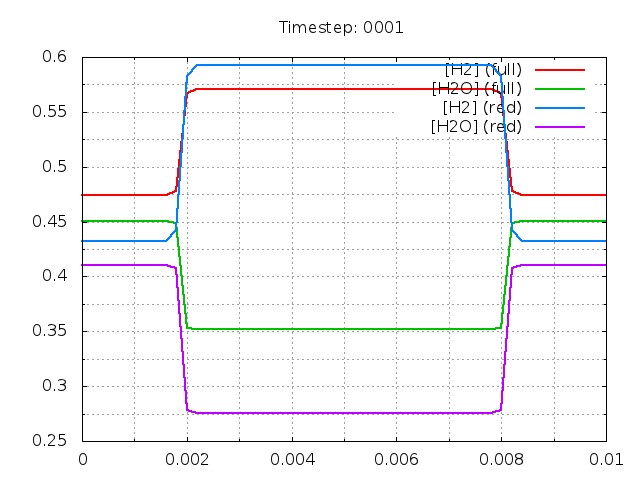 Timestep: 0001
0.6
0.55
0.5
0.45
0.4
0.35
0.3
0.25
0
0.002
0.004
0.006
0.008
0.01
[H2] (full)
[H2O] (full)
[H2] (red)
[H2O] (red)